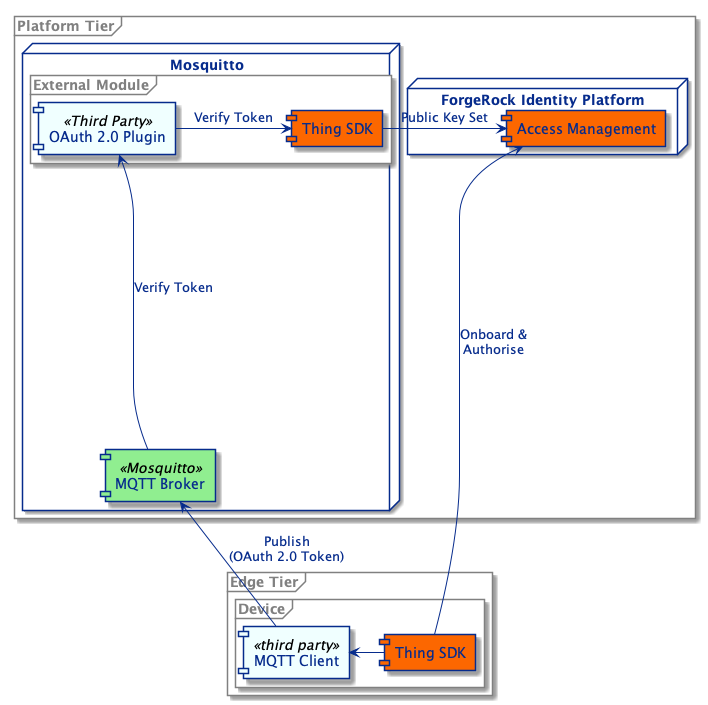 Platform Tier
Mosquitto
External Module
«Third Party»
OAuth 2.0 Plugin
Verify Token
Thing SDK
Public Key Set
ForgeRock Identity Platform
Access Management
Verify Token
Onboard &
Authorise
«Mosquitto»
MQTT Broker
Publish
(OAuth 2.0 Token)
Edge Tier
Device
«third party»
MQTT Client
Thing SDK